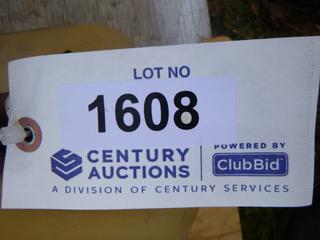 LOT NO
1608
CENTURY AUCTIONS
POWERED BY
ClubBid
A DIVISION OF CENTURY SERVICES